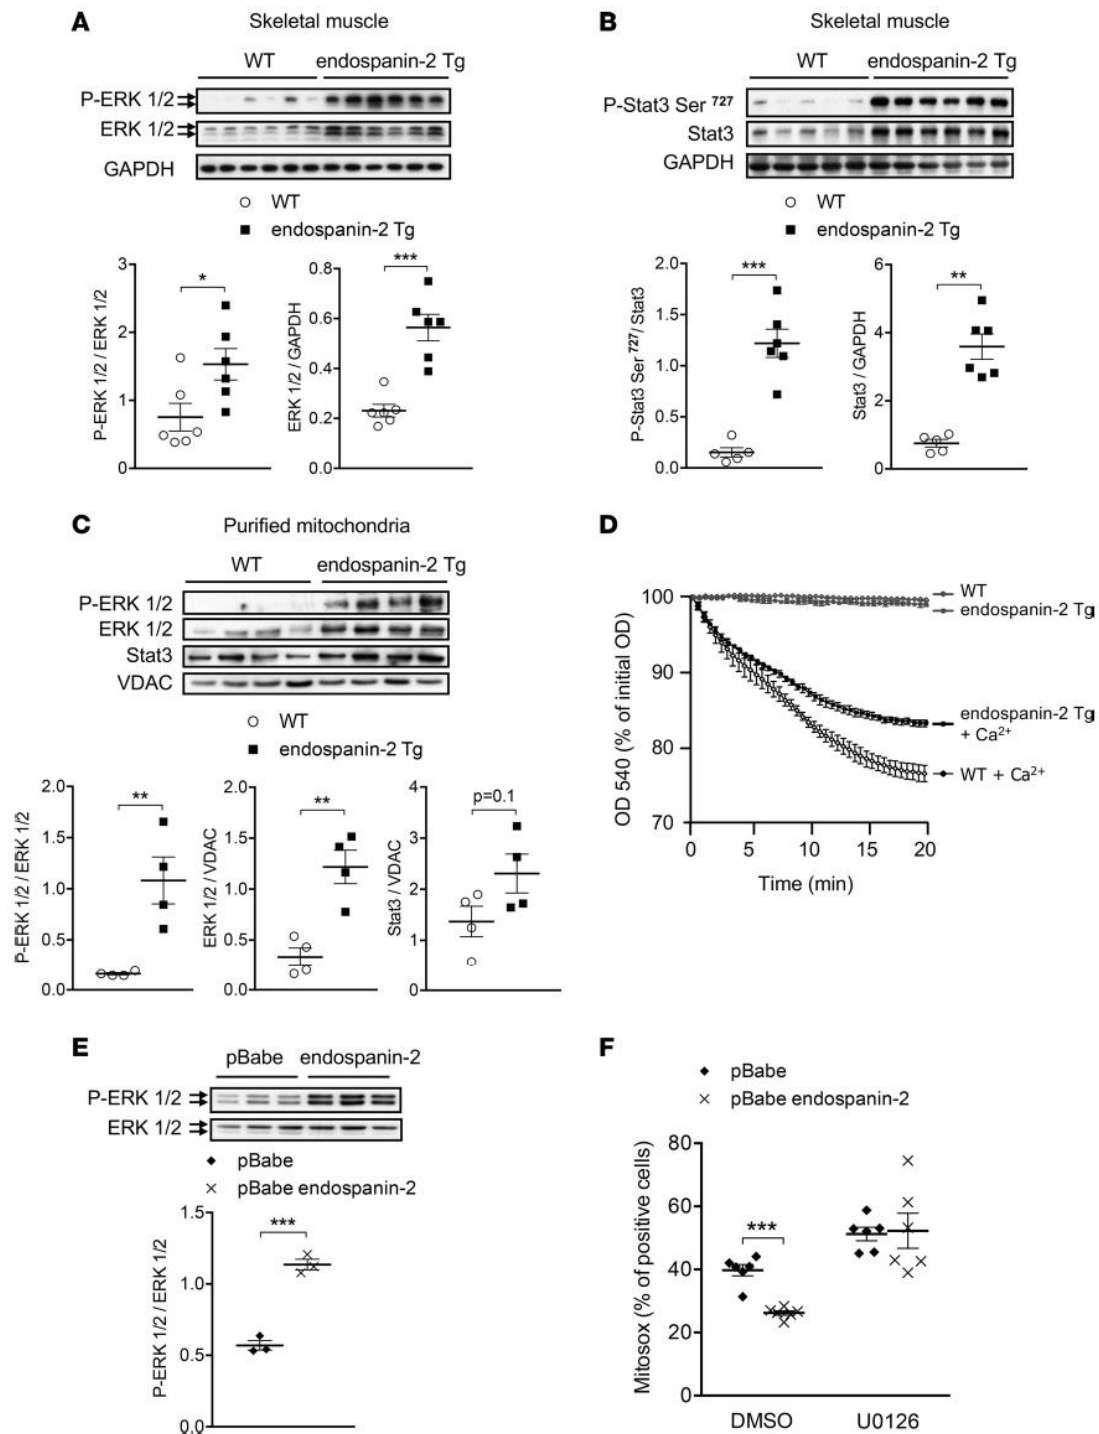 A
Skeletal muscle
WT endospanin-2 Tg
P-ERK 1/2
ERK 1/2
GAPDH
WT
endospanin-2 Tg
P-ERK 1/2 / ERK 1/2
3
2
1
0
*
ERK 1/2 / GAPDH
0.8
0.6
0.4
0.2
0.0
***
B
Skeletal muscle
WT endospanin-2 Tg
P-Stat3 Ser 727
Stat3
GAPDH
WT
endospanin-2 Tg
P-Stat3 Ser 727/ Stat3
2.0
1.5
1.0
0.5
0.0
***
Stat3 / GAPDH
6
4
2
0
**
C
Purified mitochondria
WT endospanin-2 Tg
P-ERK 1/2
ERK 1/2
Stat3
VDAC
WT
endospanin-2 Tg
P-ERK 1/2 / ERK 1/2
2.0
1.5
1.0
0.5
0.0
**
ERK 1/2 / VDAC
2.0
1.5
1.0
0.5
0.0
**
Stat3 / VDAC
4
3
2
1
0
p=0.1
D
OD 540 (% of initial OD)
100
90
80
70
0 5 10 15 20
Time (min)
WT
endospanin-2 Tg
endospanin-2 Tg
+ Ca2+
WT + Ca2+
E
pBabe endospanin-2
P-ERK 1/2
ERK 1/2
pBabe
pBabe endospanin-2
P-ERK 1/2 / ERK 1/2
1.5
1.0
0.5
0.0
***
F
pBabe
pBabe endospanin-2
Mitosox (% of positive cells)
80
60
40
20
0
***
DMSO U0126